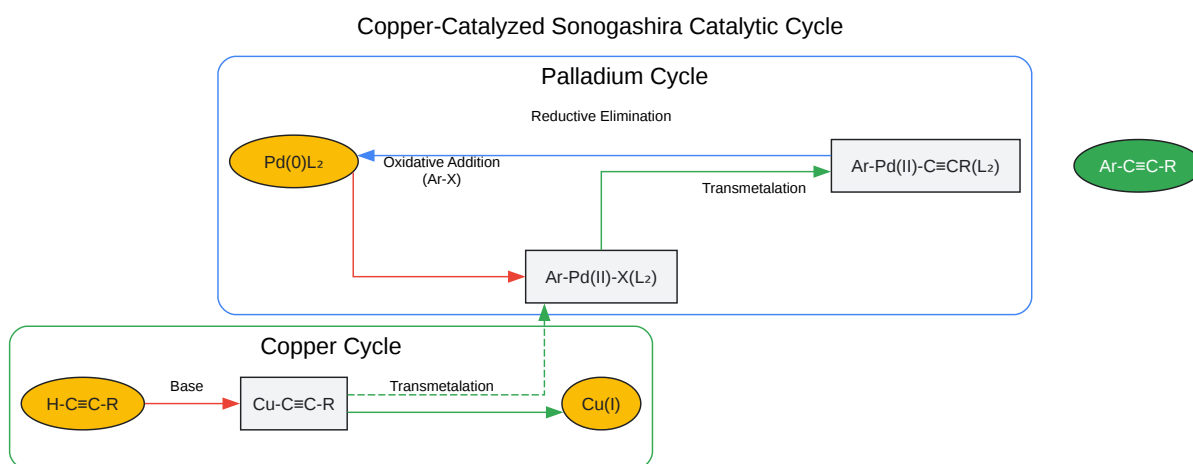 Copper-Catalyzed Sonogashira Catalytic Cycle
Palladium Cycle
Reductive Elimination
Pd(0)L₂
Oxidative Addition
(Ar-X)
Ar-Pd(II)-C≡CR(L₂)
Ar-C≡C-R
Transmetalation
Ar-Pd(II)-X(L₂)
Copper Cycle
Base
Transmetalation
H-C≡C-R
Cu-C≡C-R
Cu(I)